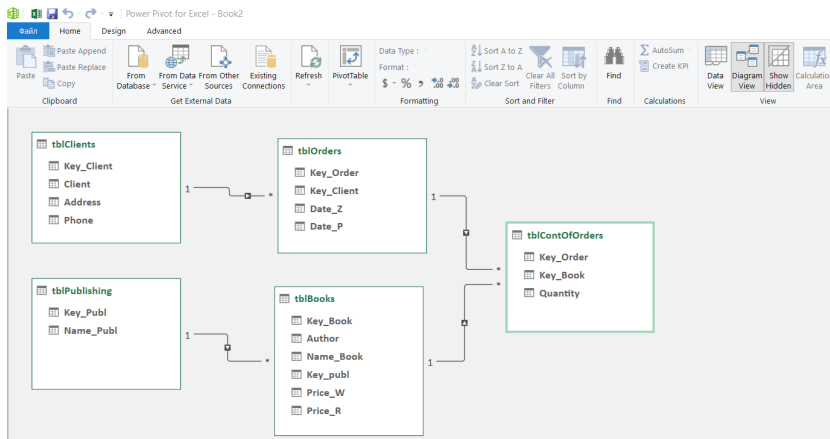 Power Pivot for Excel - Book2
Файл Home Design Advanced
Paste
Paste Append
Paste Replace
Copy
Clipboard
From Database
From Data Service
From Other Sources
Existing Connections
Get External Data
Refresh
PivotTable
Data Type :
Format :
$ % ,
.00
.00
Formatting
Sort A to Z
Sort Z to A
Clear Sort
Clear All Filters
Sort by Column
Sort and Filter
Find
Find
AutoSum
Create KPI
Calculations
Data View
Diagram View
Show Hidden
Calculatio
Area
View
tblClients
Key_Client
Client
Address
Phone
1
*
tblOrders
Key_Order
Key_Client
Date_Z
Date_P
1
*
tblContOfOrders
Key_Order
Key_Book
Quantity
tblPublishing
Key_Publ
Name_Publ
1
*
tblBooks
Key_Book
Author
Name_Book
Key_publ
Price_W
Price_R
1
*